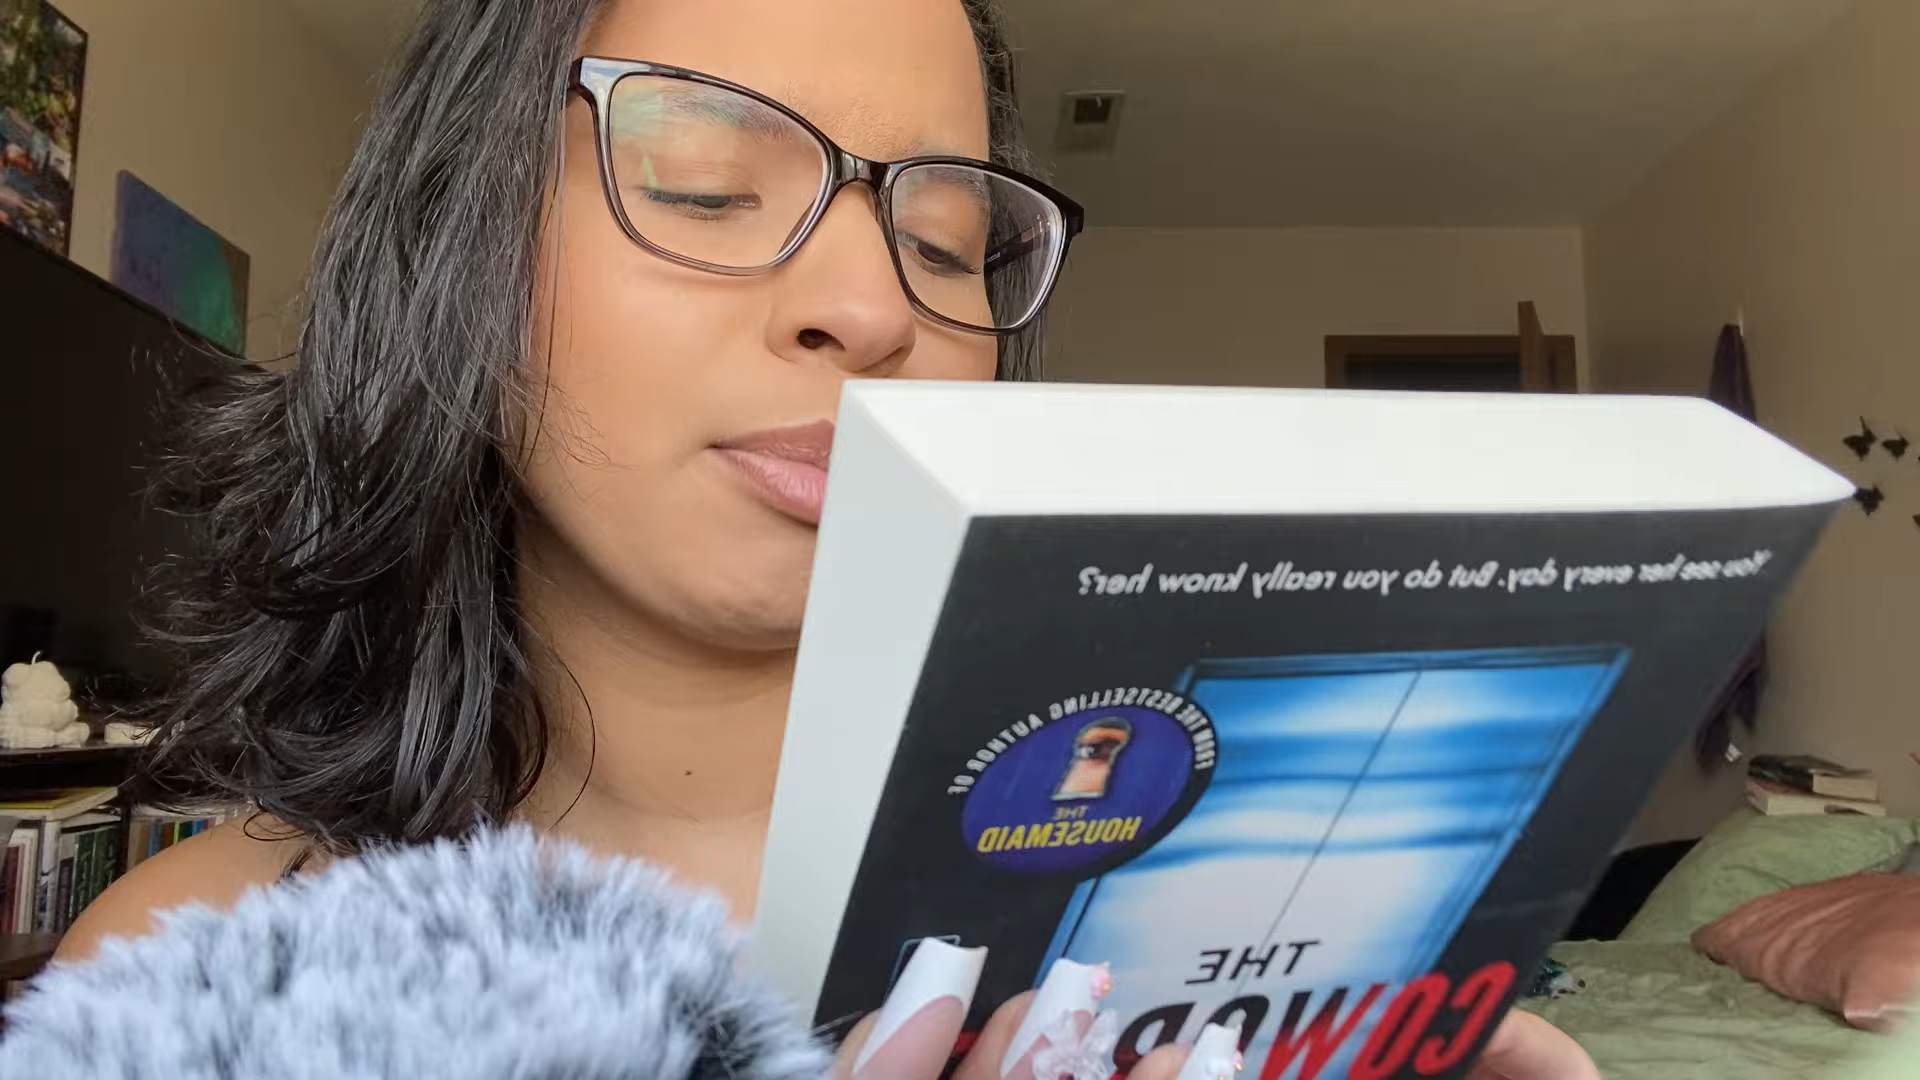 You see her every day. But do you really know her?
FROM THE BESTSELLING AUTHOR OF
THE
HOUSEMAID
THE